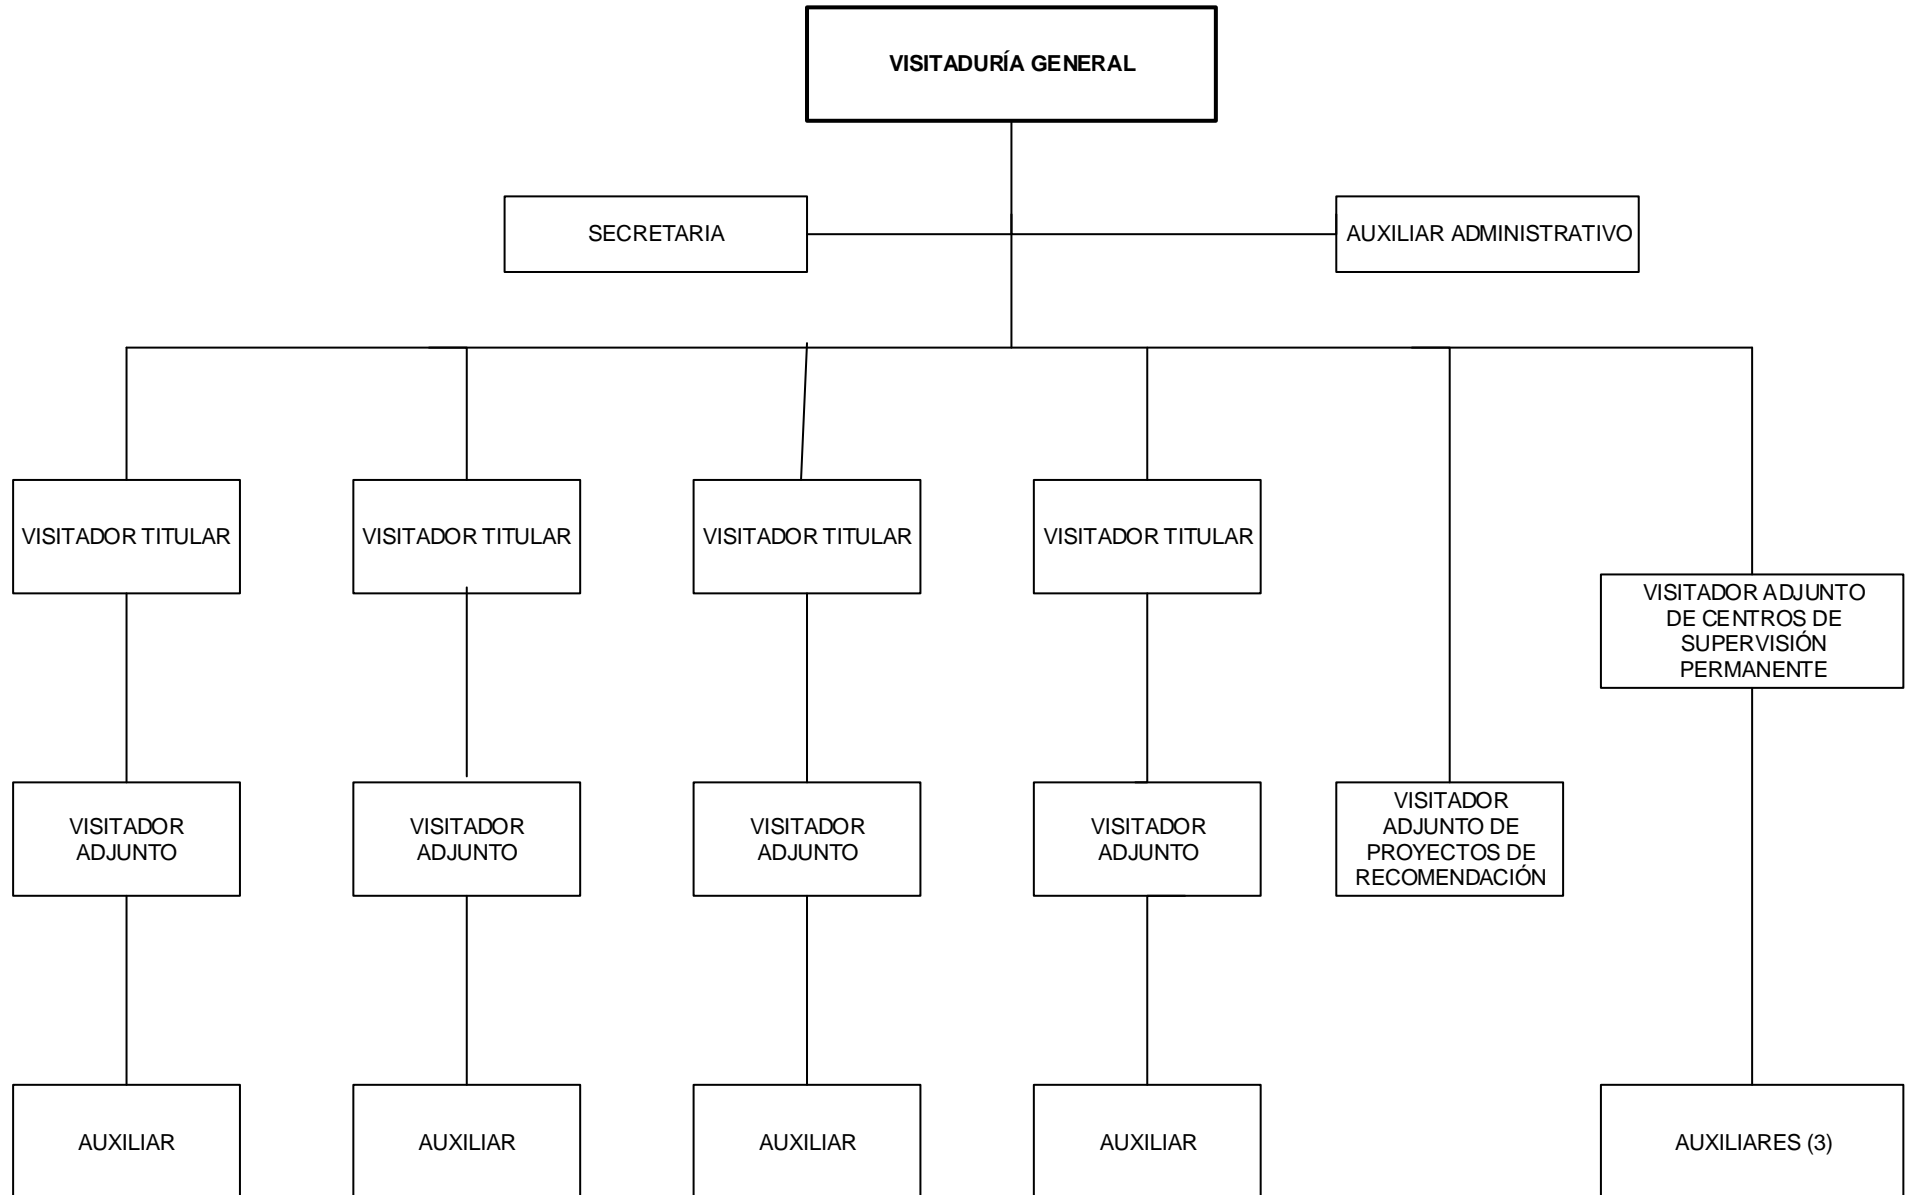 VISITADURÍA GENERAL
SECRETARIA
AUXILIAR ADMINISTRATIVO
VISITADOR TITULAR
VISITADOR TITULAR
VISITADOR TITULAR
VISITADOR TITULAR
VISITADOR ADJUNTO
DE CENTROS DE
SUPERVISIÓN
PERMANENTE
VISITADOR
ADJUNTO
VISITADOR
ADJUNTO
VISITADOR
ADJUNTO
VISITADOR
ADJUNTO
VISITADOR
ADJUNTO DE
PROYECTOS DE
RECOMENDACIÓN
AUXILIAR
AUXILIAR
AUXILIAR
AUXILIAR
AUXILIARES (3)